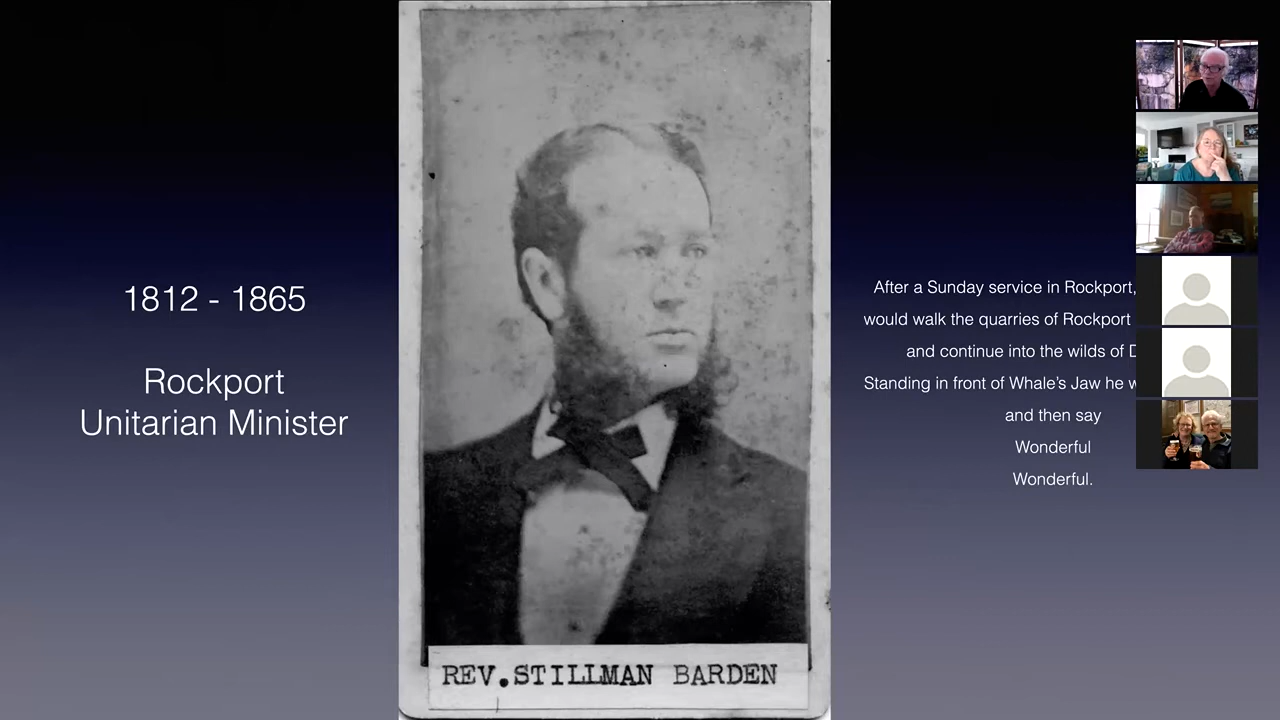 1812 - 1865
Rockport
Unitarian Minister
REV. STILLMAN BARDEN
After a Sunday service in Rockport,
would walk the quarries of Rockport
and continue into the wilds of
Standing in front of Whale's Jaw he
and then say
Wonderful
Wonderful.